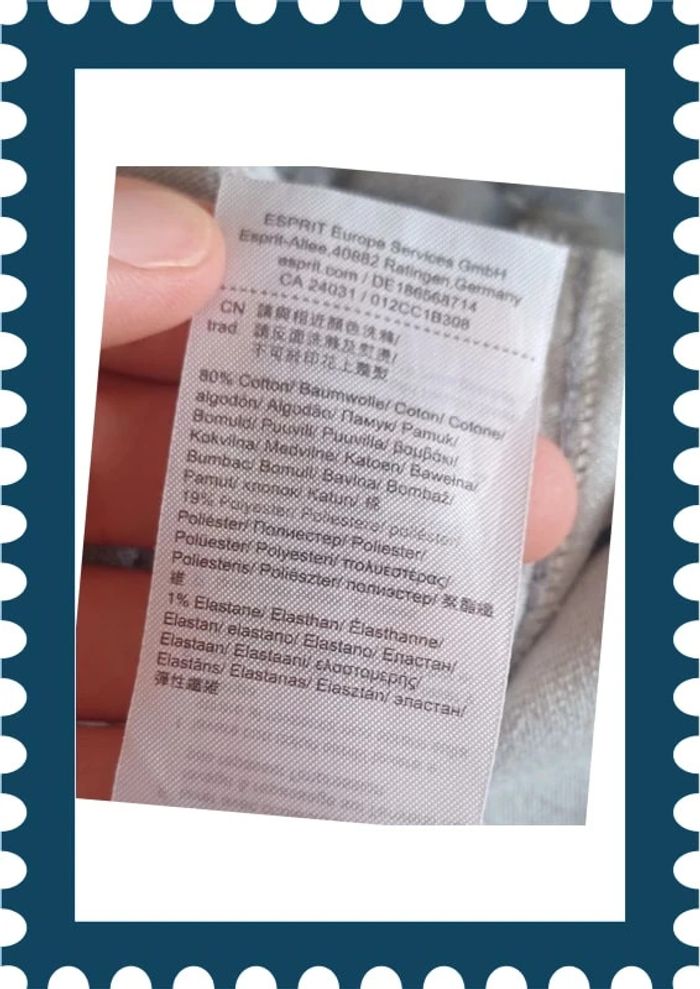 ESPRIT Europe Services GmbH
Esprit-Allee,40882 Ratingen,Germany
esprit.com / DE186568714
CA 24031 / 012CC1B308
CN 請與相近顏色洗滌/
trad 請反面洗滌及熨燙/
不可於印花上熨
80% Cotton/ Baumwolle/ Coton/ Cotone/
algodón/ Algodão/ Памук/ Pamuk/
Bomuld/ Puuvill/ Puuvilla/ βαμβάκι/
Kokvilna/ Medvilnė/ Katoen/ Bawełna/
Bumbac/ Bomull/ Bavlna/ Bombaž/
Pamut/ хлопок/ Katun/ 棉
19% Polyester/ Poliestere/ poliéster/
Poliéster/ Полиестер/ Poliester/
Polüester/ Polyesteri/ πολυεστέρας/
Poliesteris/ Poliészter/ полиэстер/ 聚酯纖
維
1% Elastane/ Elasthan/ Élasthanne/
Elastan/ elastano/ Elastano/ Еластан/
Elastaan/ Elastaani/ ελαστομερής/
Elastāns/ Elastanas/ Elasztán/ эластан/
彈性纖維